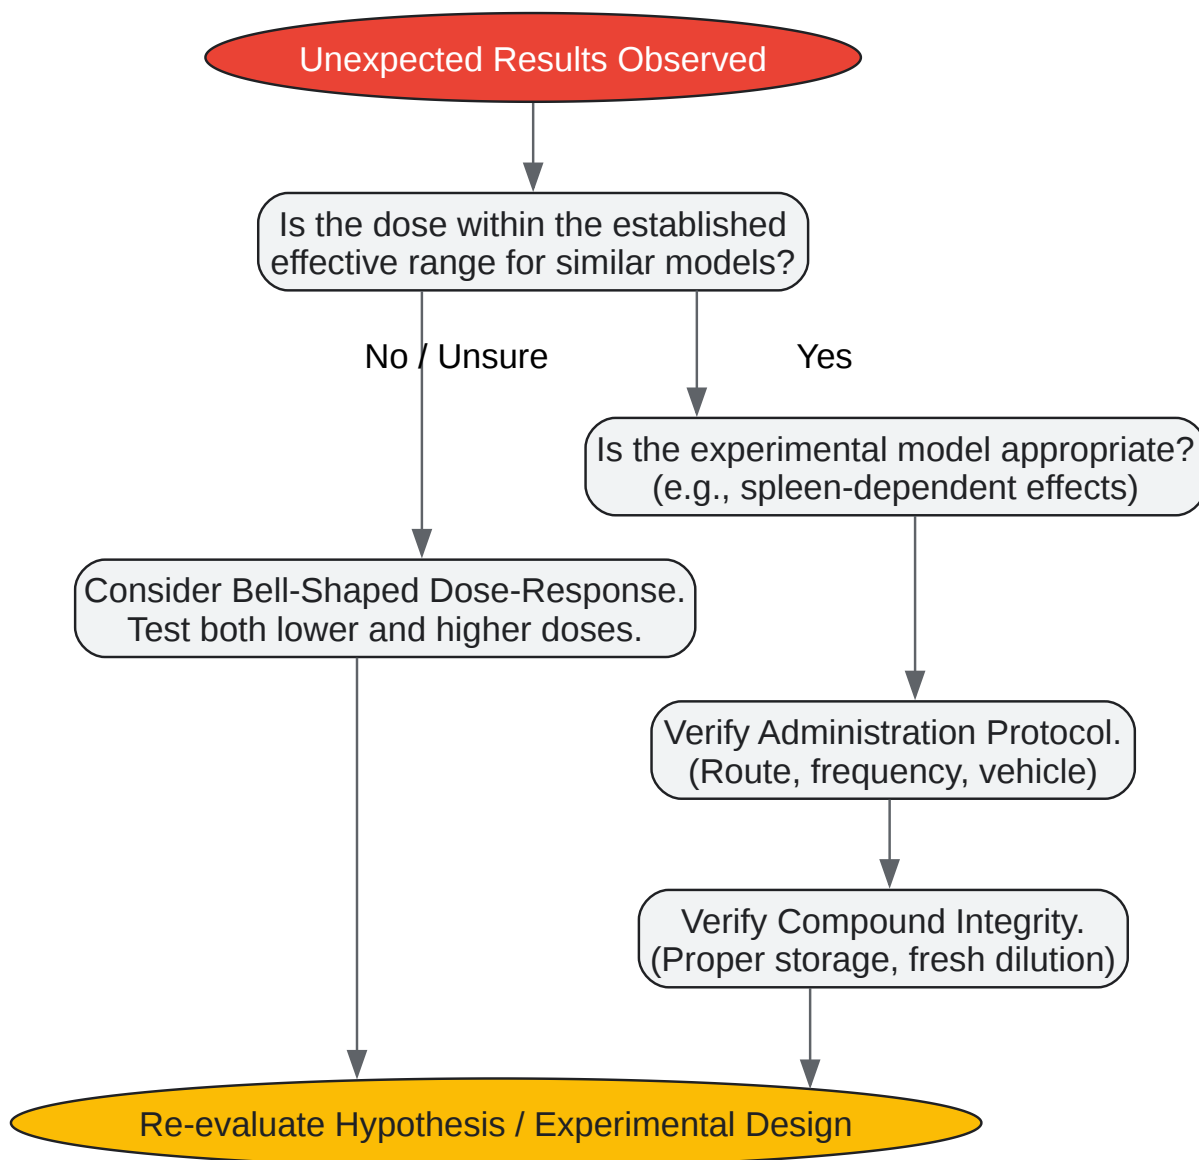 Unexpected Results Observed
Is the dose within the established
effective range for similar models?
No / Unsure
Yes
Is the experimental model appropriate?
(e.g., spleen-dependent effects)
Consider Bell-Shaped Dose-Response.
Test both lower and higher doses.
Verify Administration Protocol.
(Route, frequency, vehicle)
Verify Compound Integrity.
(Proper storage, fresh dilution)
Re-evaluate Hypothesis / Experimental Design